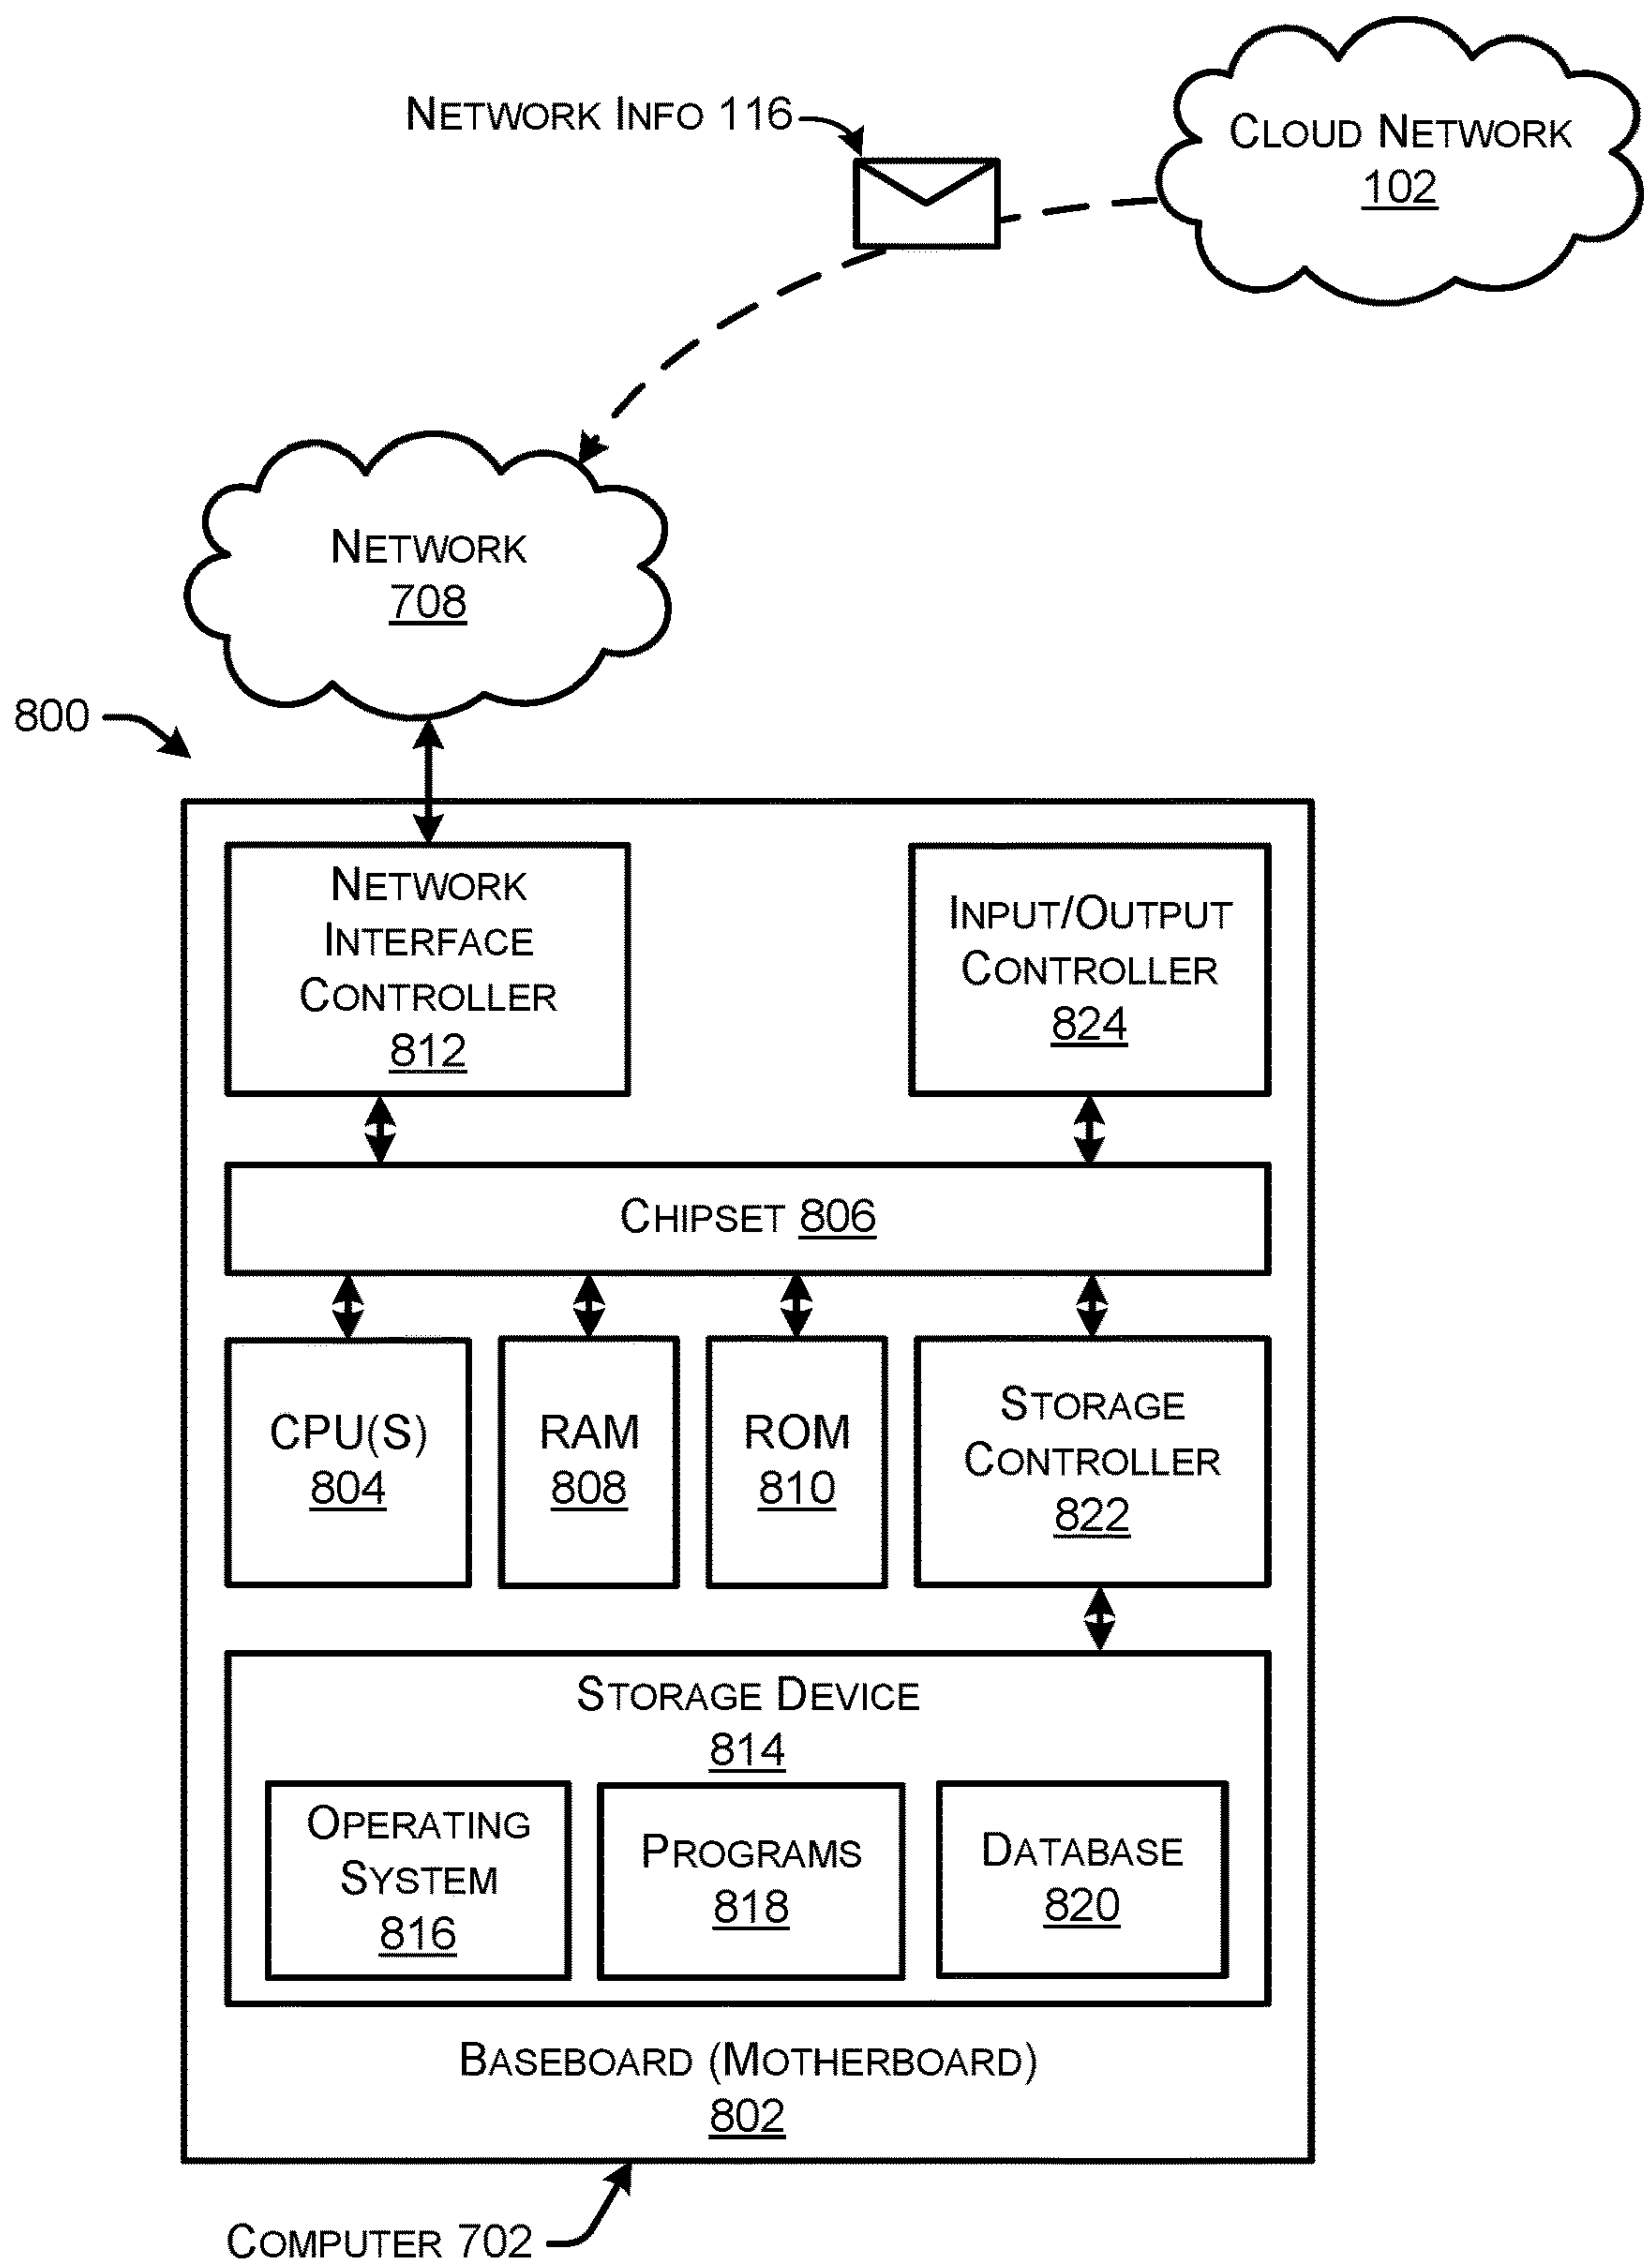 NETWORK INFO 116
CLOUD NETWORK
102
NETWORK
708
800
NETWORK
INTERFACE
CONTROLLER
812
INPUT/OUTPUT
CONTROLLER
824
CHIPSET 806
CPU(S)
804
RAM
808
ROM
810
STORAGE
CONTROLLER
822
STORAGE DEVICE
814
OPERATING
SYSTEM
816
PROGRAMS
818
DATABASE
820
BASEBOARD (MOTHERBOARD)
802
COMPUTER 702